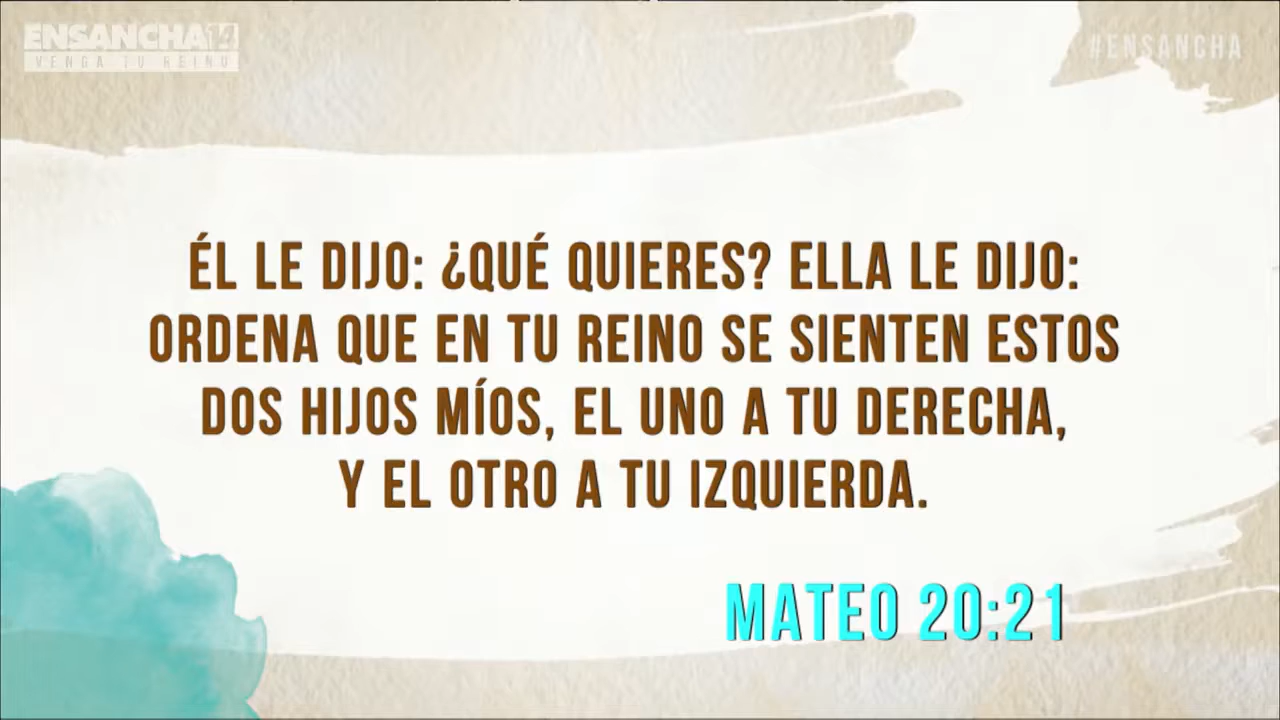 ENSANCHA14
VENGA TU REINO
#ENSANCHA
ÉL LE DIJO: ¿QUÉ QUIERES? ELLA LE DIJO:
ORDENA QUE EN TU REINO SE SIENTEN ESTOS
DOS HIJOS MÍOS, EL UNO A TU DERECHA,
Y EL OTRO A TU IZQUIERDA.
MATEO 20:21